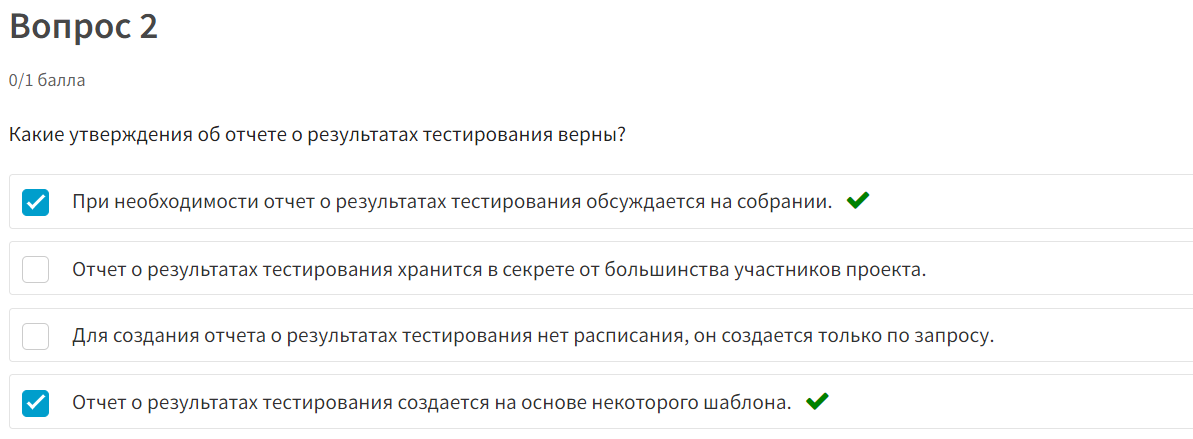 Вопрос 2
0/1 балла
Какие утверждения об отчете о результатах тестирования верны?
При необходимости отчет о результатах тестирования обсуждается на собрании.
Отчет о результатах тестирования хранится в секрете от большинства участников проекта.
Для создания отчета о результатах тестирования нет расписания, он создается только по запросу.
Отчет о результатах тестирования создается на основе некоторого шаблона.